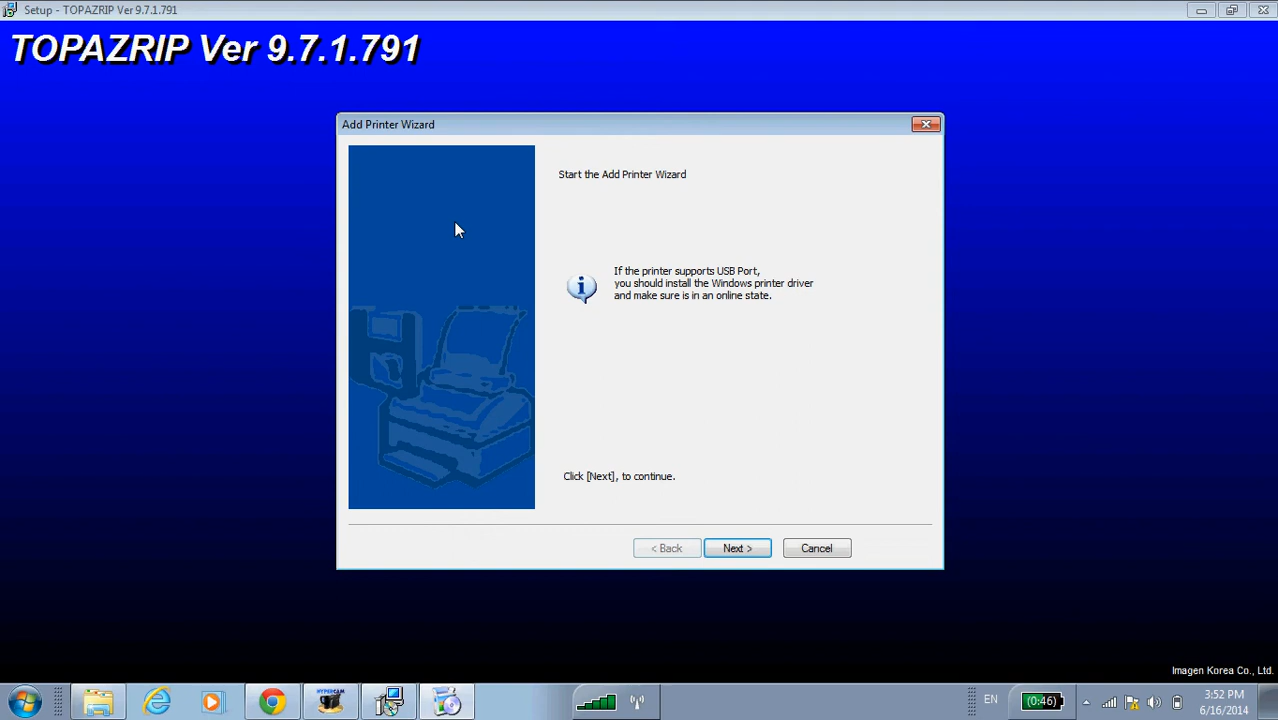 Setup - TOPAZRIP Ver 9.7.1.791
TOPAZRIP Ver 9.7.1.791
Add Printer Wizard
Start the Add Printer Wizard
If the printer supports USB Port,
you should install the Windows printer driver
and make sure is in an online state.
Click [Next], to continue.
< Back
Next >
Cancel
Imagen Korea Co., Ltd.
HYPERCAM
EN
(0:46)
3:52 PM
6/16/2014